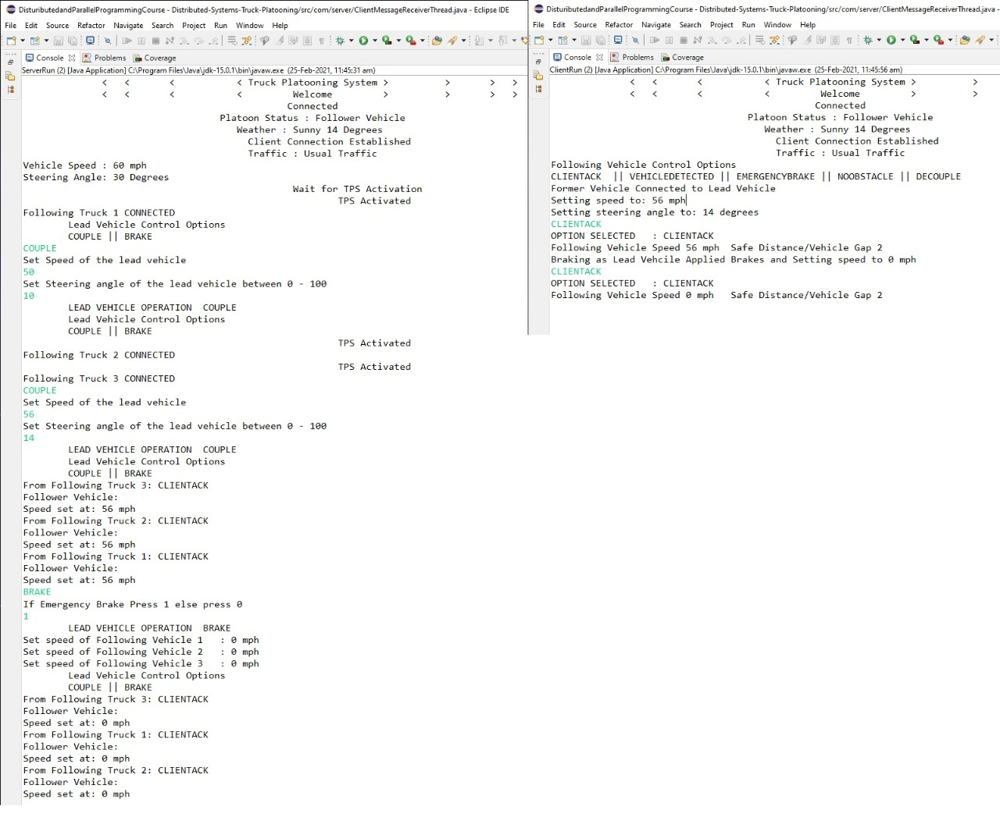 DistuributedandParallelProgrammingCourse - Distributed-Systems-Truck-Platooning/src/com/server/ClientMessageReceiverThread.java - Eclipse IDE
File Edit Source Refactor Navigate Search Project Run Window Help
Console Problems Coverage
ServerRun (2) [Java Application] C:\Program Files\Java\jdk-15.0.1\bin\javaw.exe (25-Feb-2021, 11:45:31 am)
< < < < Truck Platooning System > > > >
< < < < Welcome > > > >
Connected
Platoon Status : Follower Vehicle
Weather : Sunny 14 Degrees
Client Connection Established
Traffic : Usual Traffic
Vehicle Speed : 60 mph
Steering Angle: 30 Degrees
Wait for TPS Activation
TPS Activated
Following Truck 1 CONNECTED
Lead Vehicle Control Options
COUPLE || BRAKE
COUPLE
Set Speed of the lead vehicle
50
Set Steering angle of the lead vehicle between 0 - 100
10
LEAD VEHICLE OPERATION COUPLE
Lead Vehicle Control Options
COUPLE || BRAKE
TPS Activated
Following Truck 2 CONNECTED
TPS Activated
Following Truck 3 CONNECTED
COUPLE
Set Speed of the lead vehicle
56
Set Steering angle of the lead vehicle between 0 - 100
14
LEAD VEHICLE OPERATION COUPLE
Lead Vehicle Control Options
COUPLE || BRAKE
From Following Truck 3: CLIENTACK
Follower Vehicle:
Speed set at: 56 mph
From Following Truck 2: CLIENTACK
Follower Vehicle:
Speed set at: 56 mph
From Following Truck 1: CLIENTACK
Follower Vehicle:
Speed set at: 56 mph
BRAKE
If Emergency Brake Press 1 else press 0
1
LEAD VEHICLE OPERATION BRAKE
Set speed of Following Vehicle 1 : 0 mph
Set speed of Following Vehicle 2 : 0 mph
Set speed of Following Vehicle 3 : 0 mph
Lead Vehicle Control Options
COUPLE || BRAKE
From Following Truck 3: CLIENTACK
Follower Vehicle:
Speed set at: 0 mph
From Following Truck 1: CLIENTACK
Follower Vehicle:
Speed set at: 0 mph
From Following Truck 2: CLIENTACK
Follower Vehicle:
Speed set at: 0 mph
DistuributedandParallelProgrammingCourse - Distributed-Systems-Truck-Platooning/src/com/server/ClientMessageReceiverThread.java -
File Edit Source Refactor Navigate Search Project Run Window Help
Console Problems Coverage
ClientRun (2) [Java Application] C:\Program Files\Java\jdk-15.0.1\bin\javaw.exe (25-Feb-2021, 11:45:56 am)
< < < < Truck Platooning System > >
< < < < Welcome > >
Connected
Platoon Status : Follower Vehicle
Weather : Sunny 14 Degrees
Client Connection Established
Traffic : Usual Traffic
Following Vehicle Control Options
CLIENTACK || VEHICLEDETECTED || EMERGENCYBRAKE || NOOBSTACLE || DECOUPLE
Former Vehicle Connected to Lead Vehicle
Setting speed to: 56 mph
Setting steering angle to: 14 degrees
CLIENTACK
OPTION SELECTED : CLIENTACK
Following Vehicle Speed 56 mph Safe Distance/Vehicle Gap 2
Braking as Lead Vehcile Applied Brakes and Setting speed to 0 mph
CLIENTACK
OPTION SELECTED : CLIENTACK
Following Vehicle Speed 0 mph Safe Distance/Vehicle Gap 2